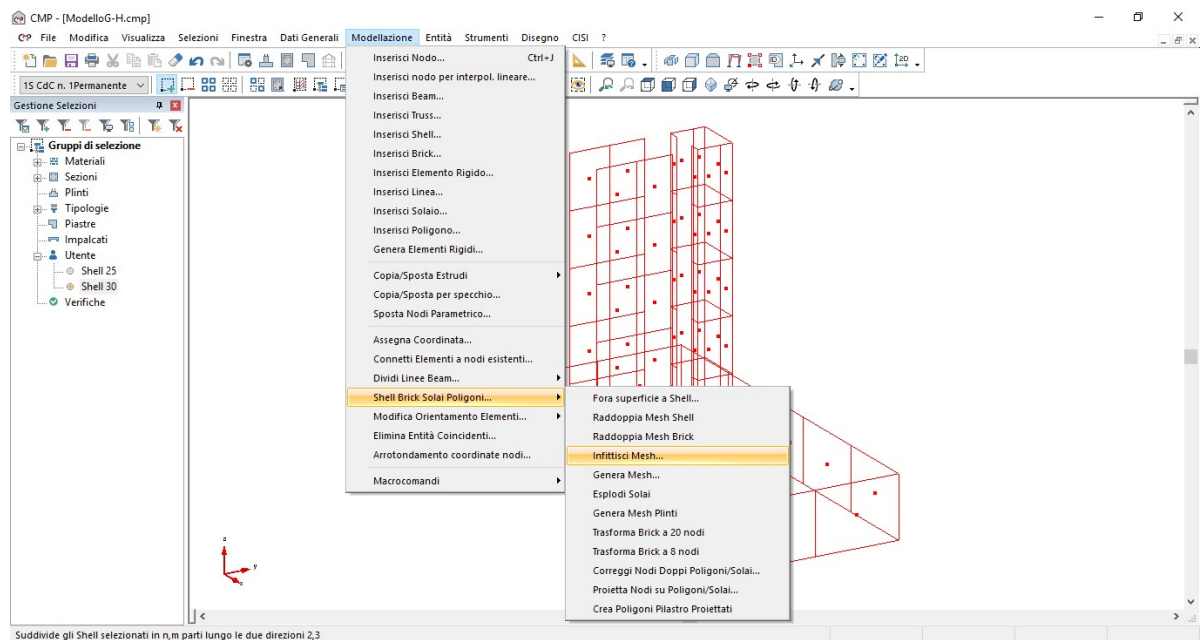 CMP - [ModelloG-H.cmp]
File Modifica Visualizza Selezioni Finestra Dati Generali Modellazione Entità Strumenti Disegno CISI ?
1S CdC n. 1Permanente
Gestione Selezioni
Gruppi di selezione
Materiali
Sezioni
Plinti
Tipologie
Piastre
Impalcati
Utente
Shell 25
Shell 30
Verifiche
Inserisci Nodo... Ctrl+J
Inserisci nodo per interpol. lineare...
Inserisci Beam...
Inserisci Truss...
Inserisci Shell...
Inserisci Brick...
Inserisci Elemento Rigido...
Inserisci Linea...
Inserisci Solaio...
Inserisci Poligono...
Genera Elementi Rigidi...
Copia/Sposta Estrudi
Copia/Sposta per specchio...
Sposta Nodi Parametrico...
Assegna Coordinata...
Connetti Elementi a nodi esistenti...
Dividi Linee Beam...
Shell Brick Solai Poligoni...
Modifica Orientamento Elementi...
Elimina Entità Coincidenti...
Arrotondamento coordinate nodi...
Macrocomandi
Fora superficie a Shell...
Raddoppia Mesh Shell
Raddoppia Mesh Brick
Infittisci Mesh...
Genera Mesh...
Esplodi Solai
Genera Mesh Plinti
Trasforma Brick a 20 nodi
Trasforma Brick a 8 nodi
Correggi Nodi Doppi Poligoni/Solai...
Proietta Nodi su Poligoni/Solai...
Crea Poligoni Pilastro Proiettati
z
y
x
Suddivide gli Shell selezionati in n,m parti lungo le due direzioni 2,3